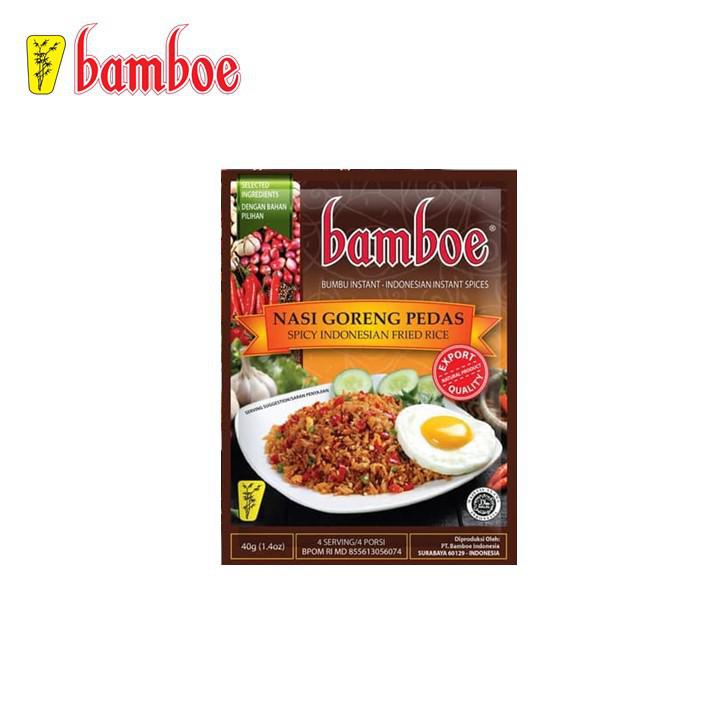 bamboe
SELECTED
INGREDIENTS
DENGAN BAHAN
PILIHAN
bamboe®
BUMBU INSTANT - INDONESIAN INSTANT SPICES
NASI GORENG PEDAS
SPICY INDONESIAN FRIED RICE
EXPORT
NATURAL PRODUCT
QUALITY
SERVING SUGGESTION/SARAN PENYAJIAN
40g (1.4oz)
4 SERVING/4 PORSI
BPOM RI MD 855613056074
Diproduksi Oleh:
PT. Bamboe Indonesia
SURABAYA 60129 - INDONESIA